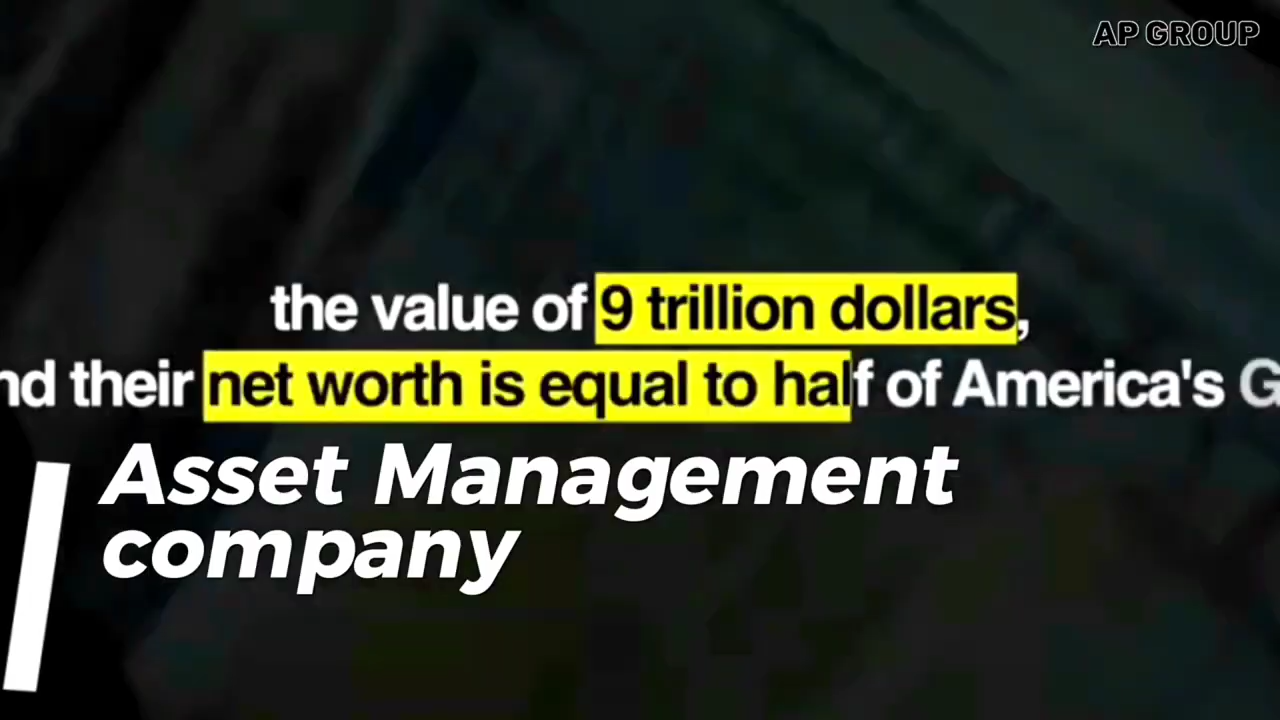 AP GROUP
the value of 9 trillion dollars,
their net worth is equal to half of America's
Asset Management
company